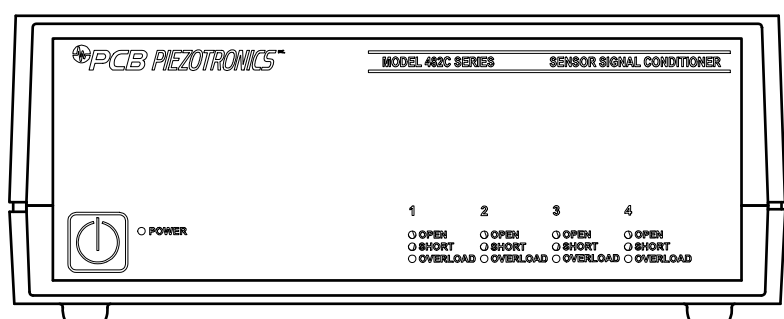 PCB PIEZOTRONICS INC.
MODEL 482C SERIES SENSOR SIGNAL CONDITIONER
1 2 3 4
POWER
OPEN OPEN OPEN OPEN
SHORT SHORT SHORT SHORT
OVERLOAD OVERLOAD OVERLOAD OVERLOAD